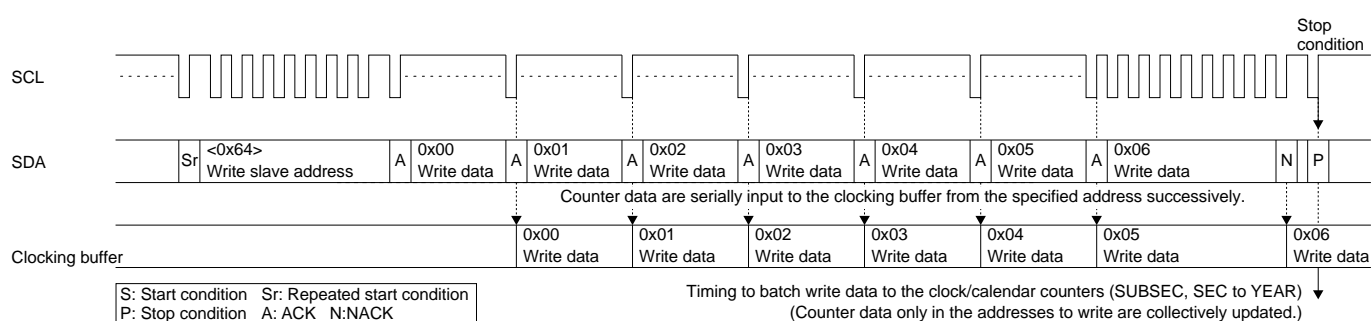 Stop
condition
SCL
SDA
Sr
<0x64>
Write slave address
A
0x00
Write data
A
0x01
Write data
A
0x02
Write data
A
0x03
Write data
A
0x04
Write data
A
0x05
Write data
A
0x06
Write data
N
P
Counter data are serially input to the clocking buffer from the specified address successively.
Clocking buffer
0x00
Write data
0x01
Write data
0x02
Write data
0x03
Write data
0x04
Write data
0x05
Write data
0x06
Write data
S: Start condition Sr: Repeated start condition
P: Stop condition A: ACK N:NACK
Timing to batch write data to the clock/calendar counters (SUBSEC, SEC to YEAR)
(Counter data only in the addresses to write are collectively updated.)